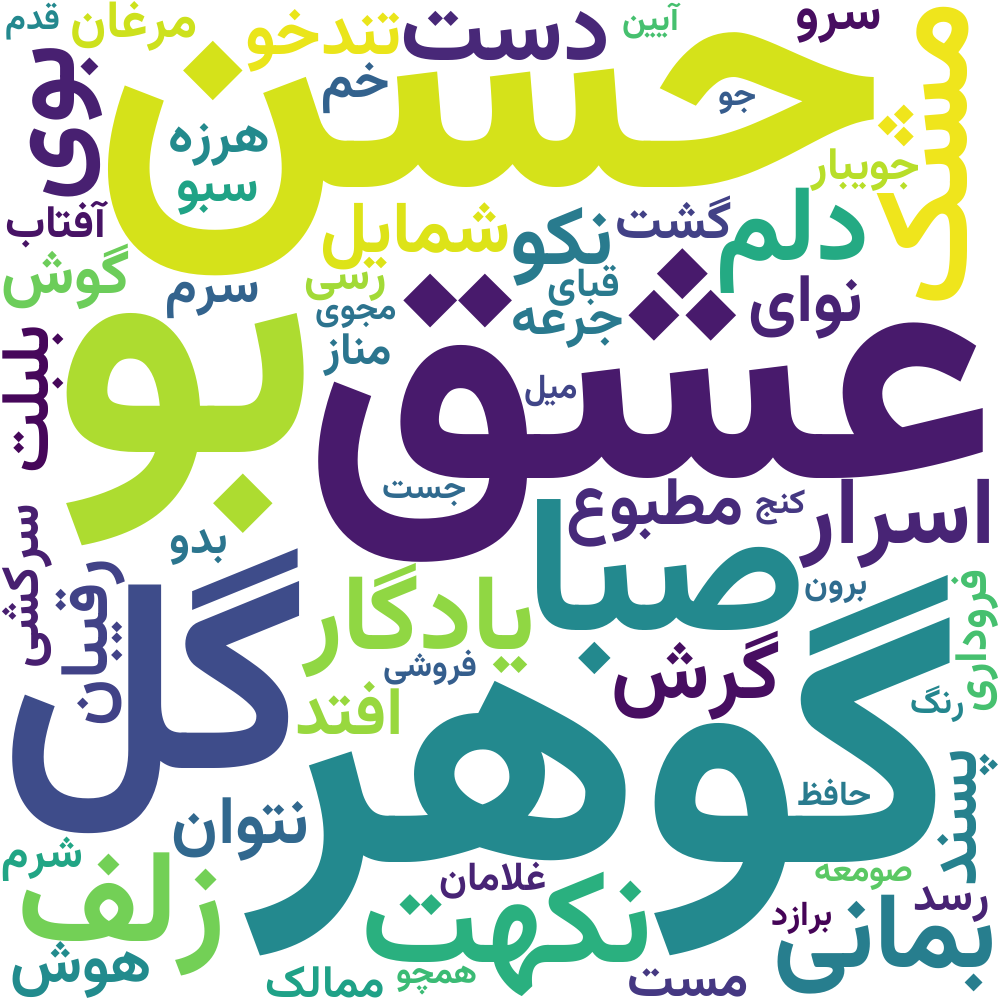 سرو
دست
آیین
تندخو
مرغان
قدم
مشک
حسن
خم
جو
بوی
هرزه
سبو
جویبار
آفتاب
شمایل
نکو
گشت
دلم
گوش
سرم
رسی
قبای
نوای
مجوی
جرعه
مناز
بلبلت
بو
عشق
میل
جست
مطبوع
کنج
اسرار
سرکشی
بدو
صبا
برون
رقیبان
یادگار
فروشی
گرش
فروداری
رنگ
گل
افتد
گوهر
حافظ
پسند
نتوان
شرم
زلف
غلامان
صومعه
رسد
برازد
نکهت
بمانی
هوش
ممالک
همچو
مست